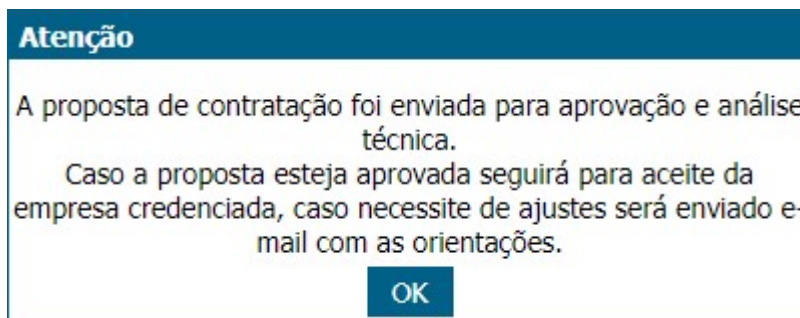 Atenção
A proposta de contratação foi enviada para aprovação e análise
técnica.
Caso a proposta esteja aprovada seguirá para aceite da
empresa credenciada, caso necessite de ajustes será enviado e-
mail com as orientações.
OK